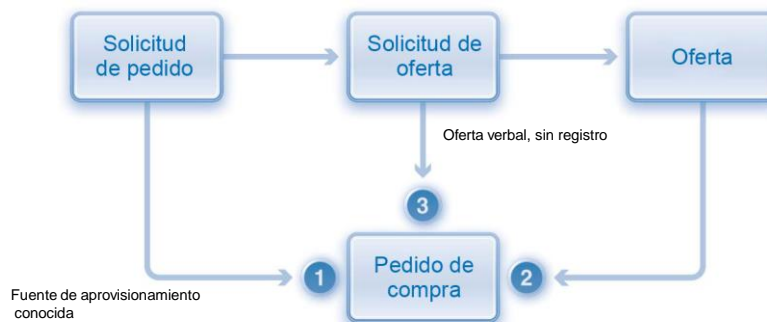 Solicitud
de pedido
Solicitud de
oferta
Oferta
Oferta verbal, sin registro
3
1
Pedido de
compra
2
Fuente de aprovisionamiento
conocida